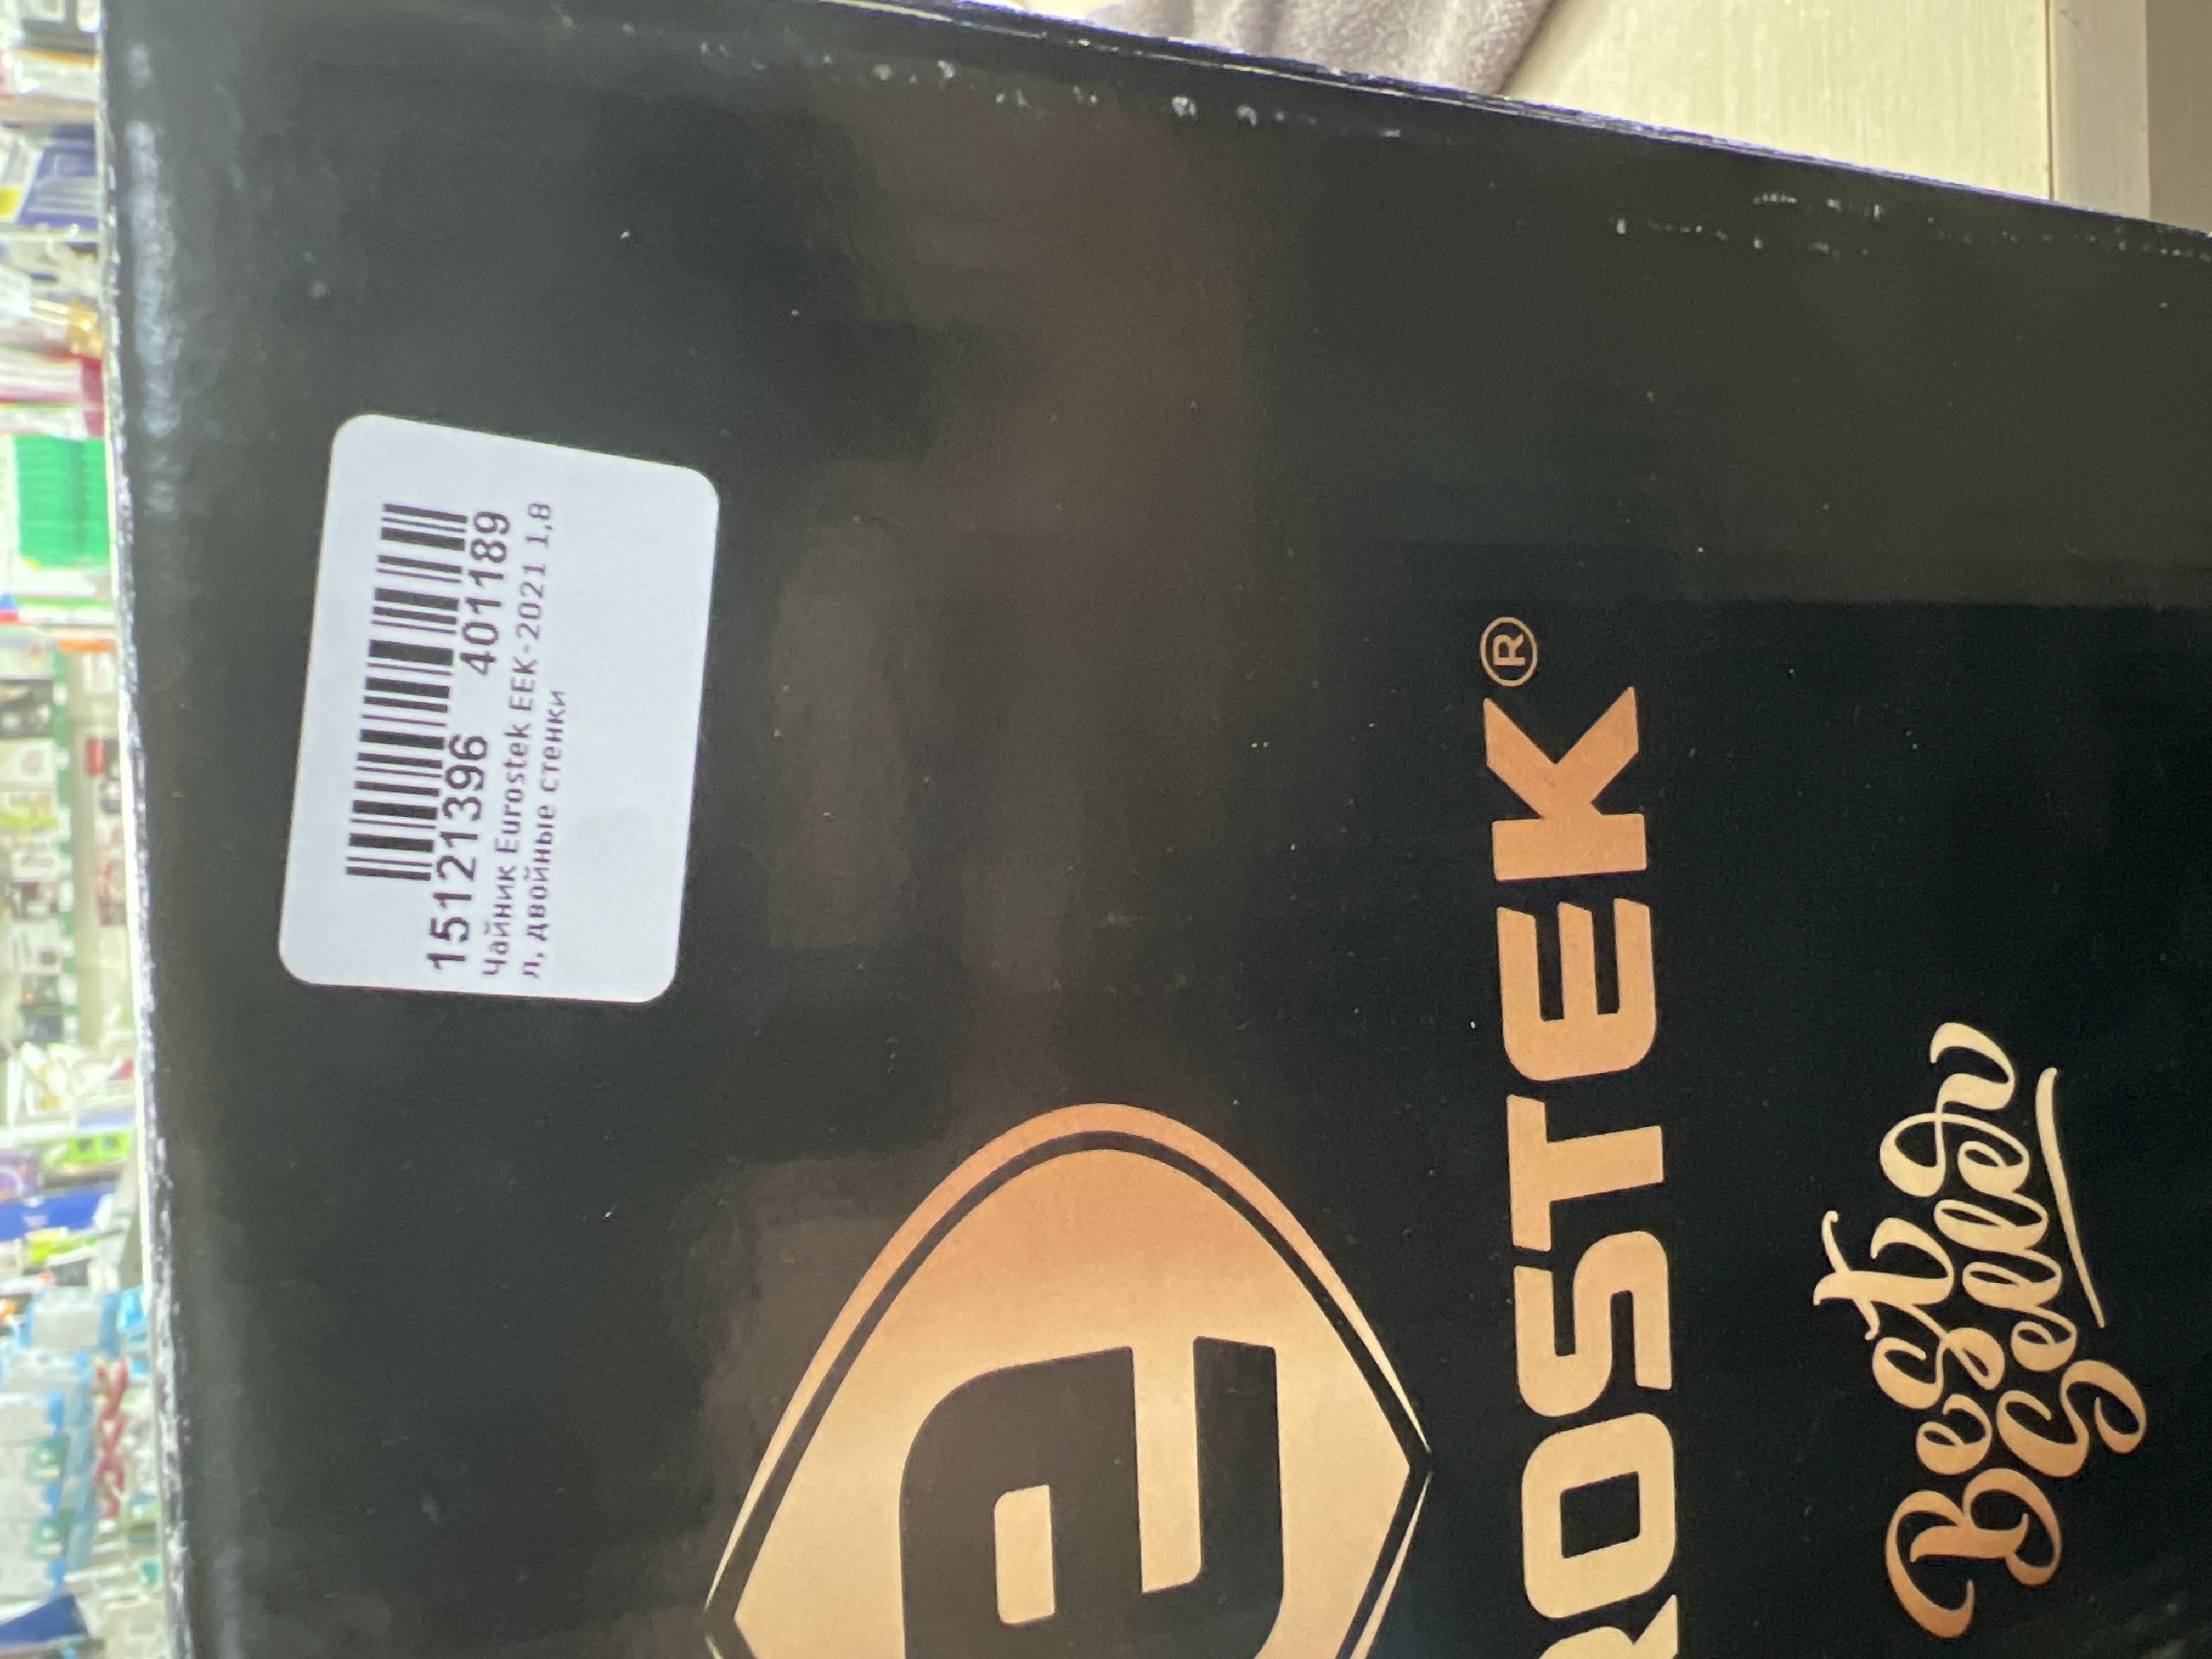 15121396 401189
Чайник Eurostek EEK-2021 1,8
л, двойные стенки
e
ROSTEK®
Best
Seller